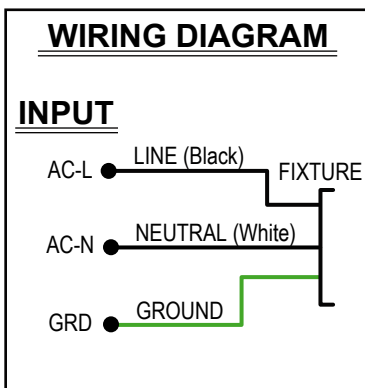 WIRING DIAGRAM
INPUT
AC-L LINE (Black) FIXTURE
AC-N NEUTRAL (White)
GRD GROUND